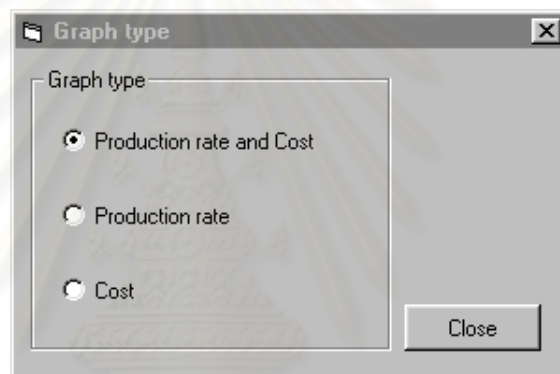 Graph type
Graph type
Production rate and Cost
Production rate
Cost
Close